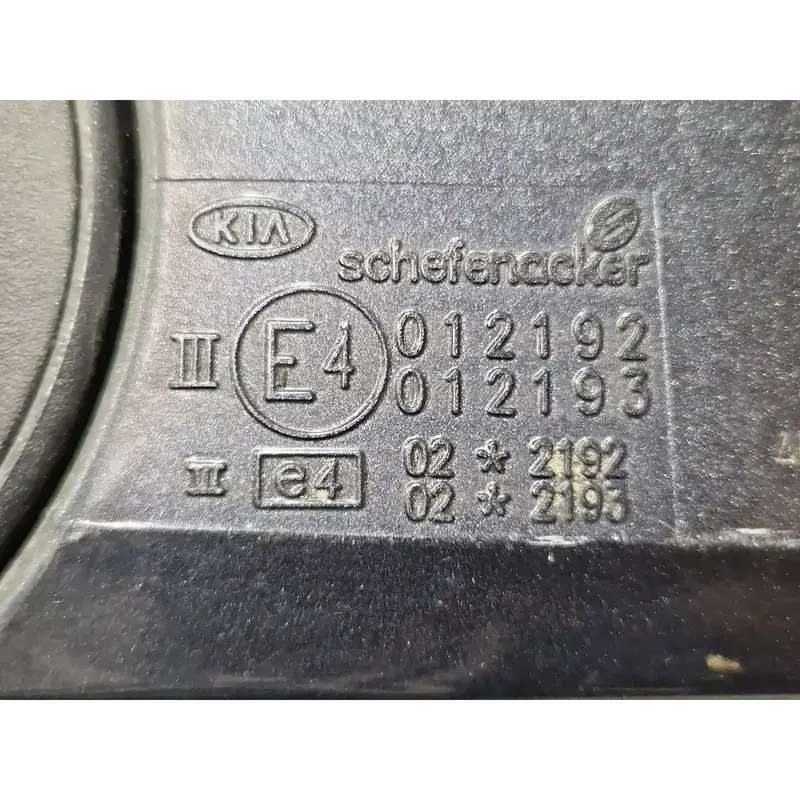 KIA
schefenacker
III E4 012192
012193
II e4 02 * 2192
02 * 2193